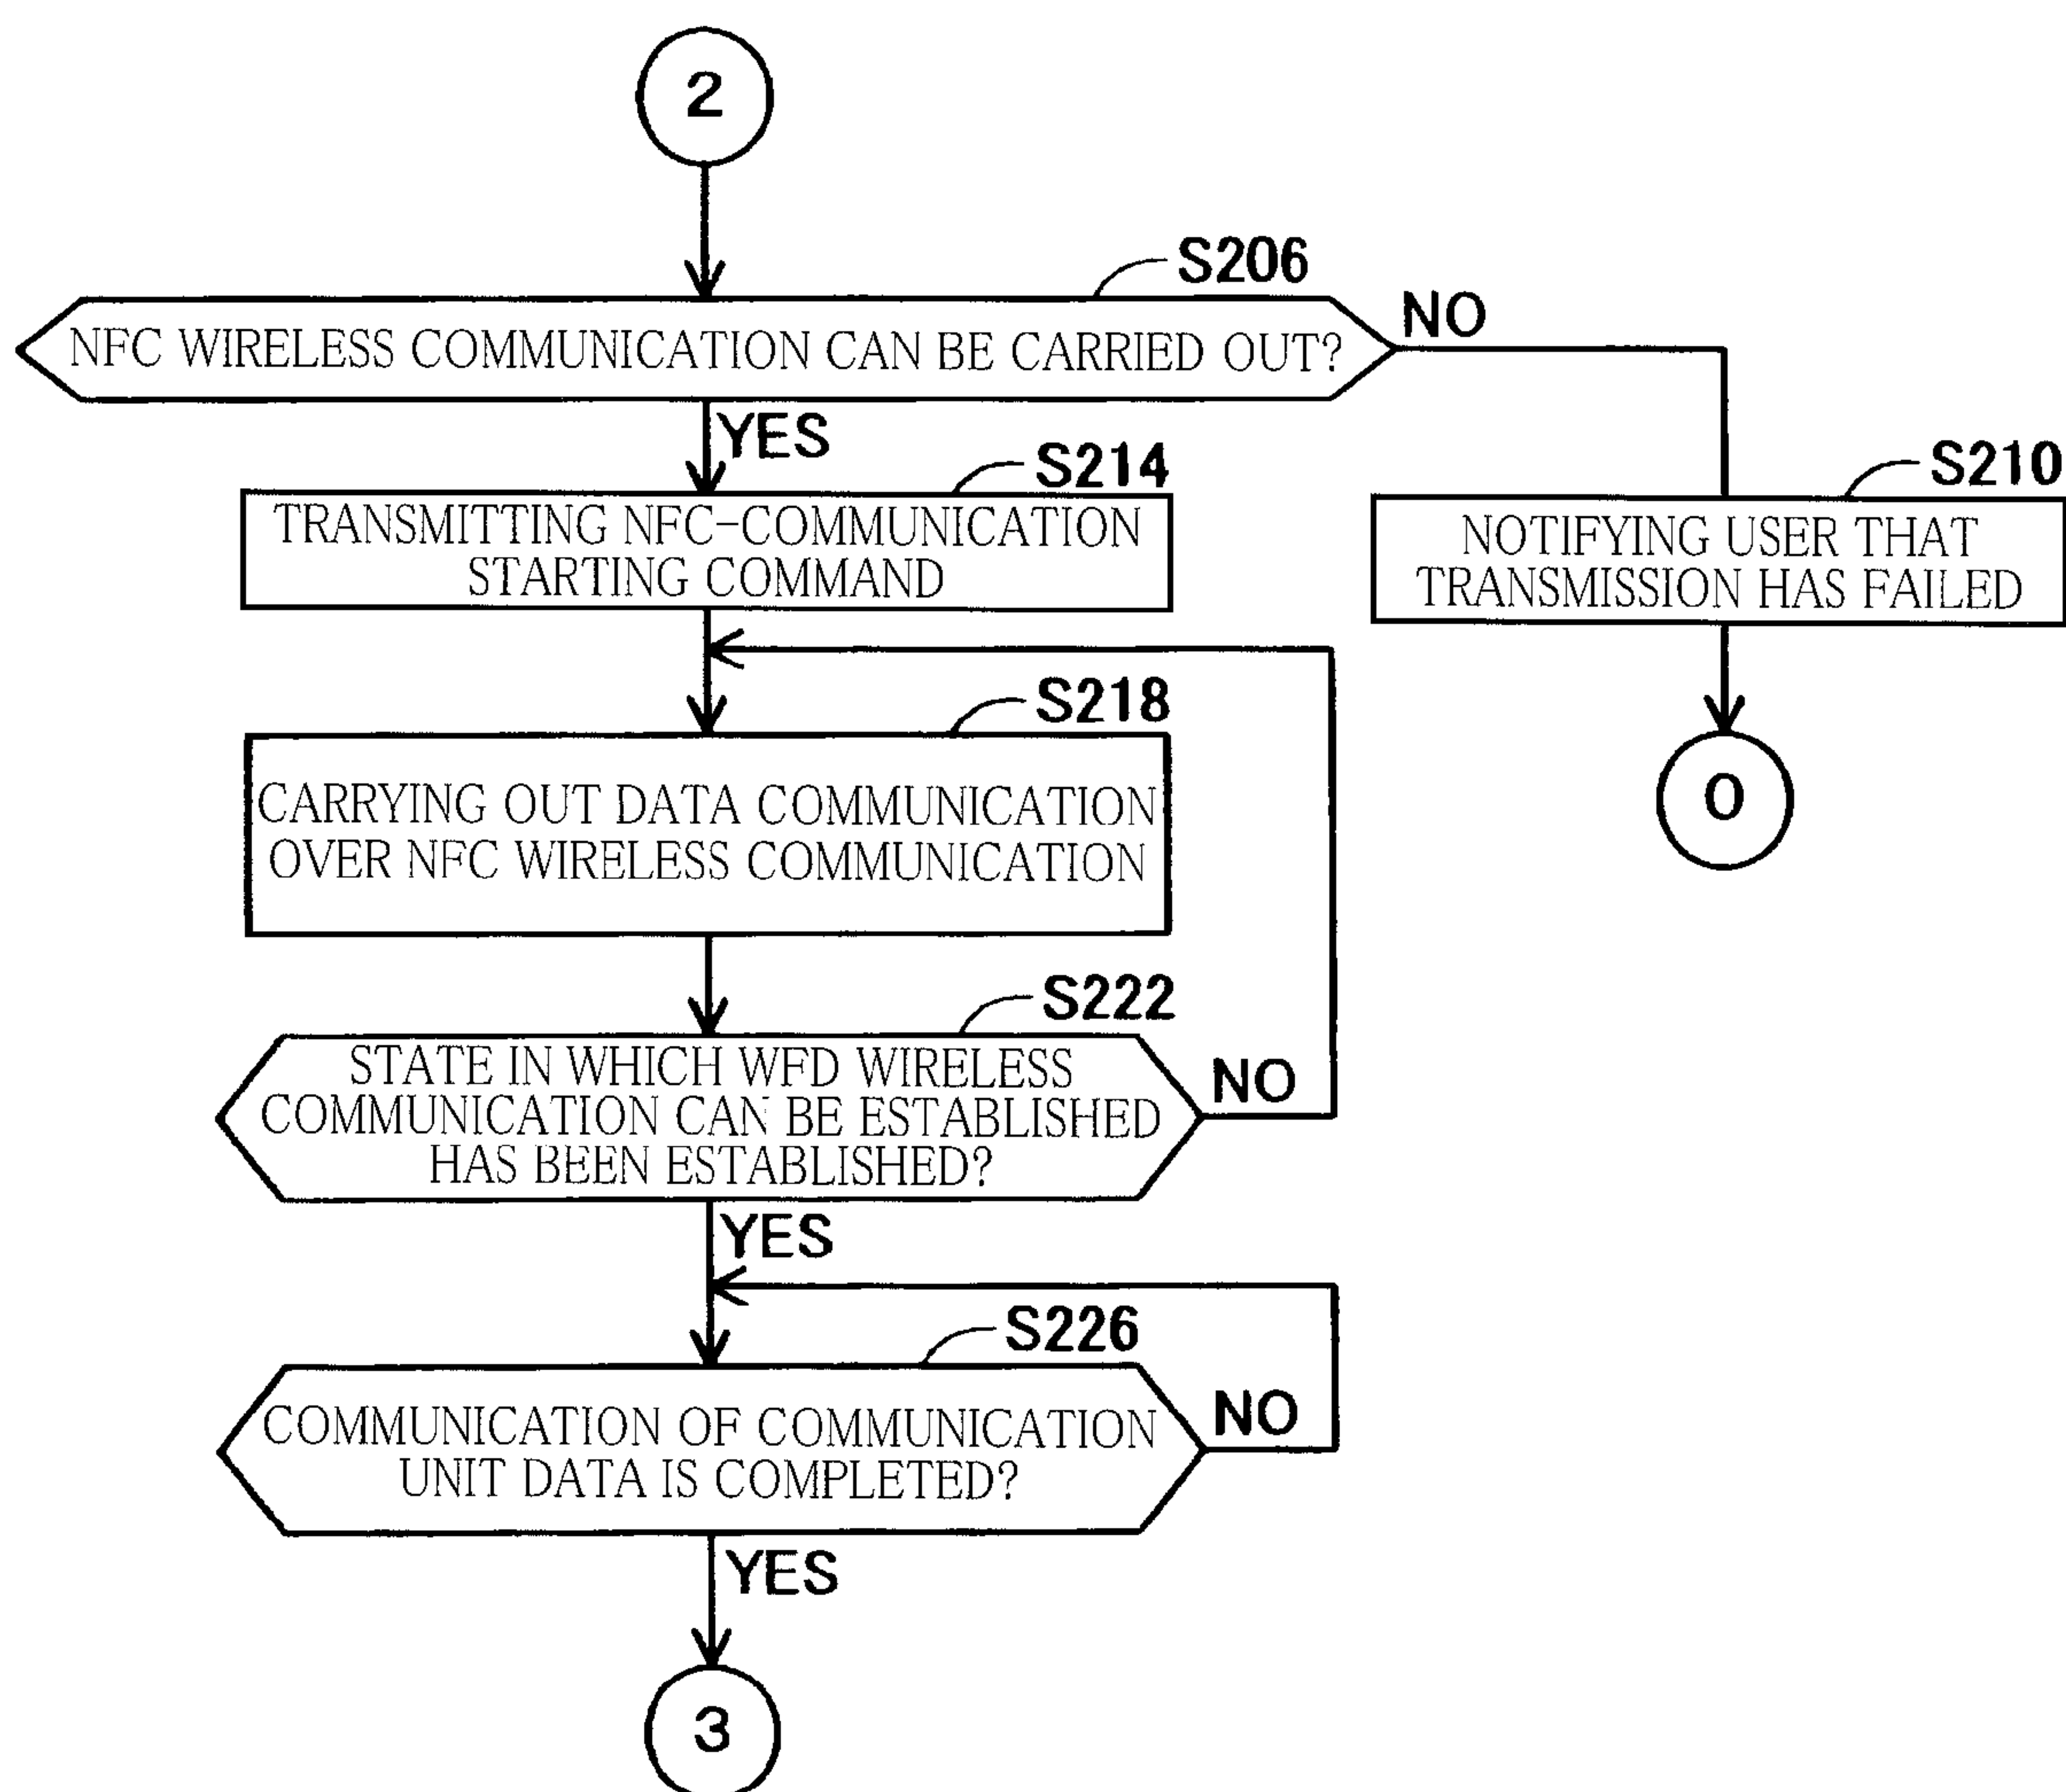 2
S206
NFC WIRELESS COMMUNICATION CAN BE CARRIED OUT?
NO
YES
S214
TRANSMITTING NFC-COMMUNICATION
STARTING COMMAND
S210
NOTIFYING USER THAT
TRANSMISSION HAS FAILED
0
S218
CARRYING OUT DATA COMMUNICATION
OVER NFC WIRELESS COMMUNICATION
S222
STATE IN WHICH WFD WIRELESS
COMMUNICATION CAN BE ESTABLISHED
HAS BEEN ESTABLISHED?
NO
YES
S226
COMMUNICATION OF COMMUNICATION
UNIT DATA IS COMPLETED?
NO
YES
3